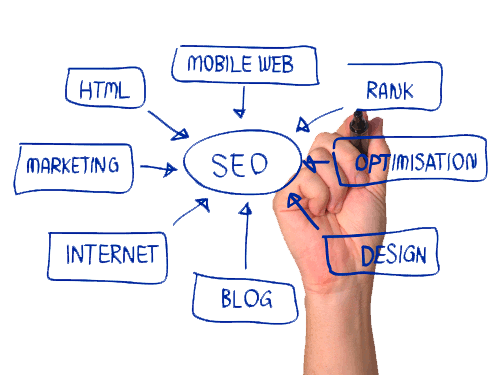 MOBILE WEB
HTML
RANK
MARKETING
SEO
OPTIMISATION
INTERNET
DESIGN
BLOG